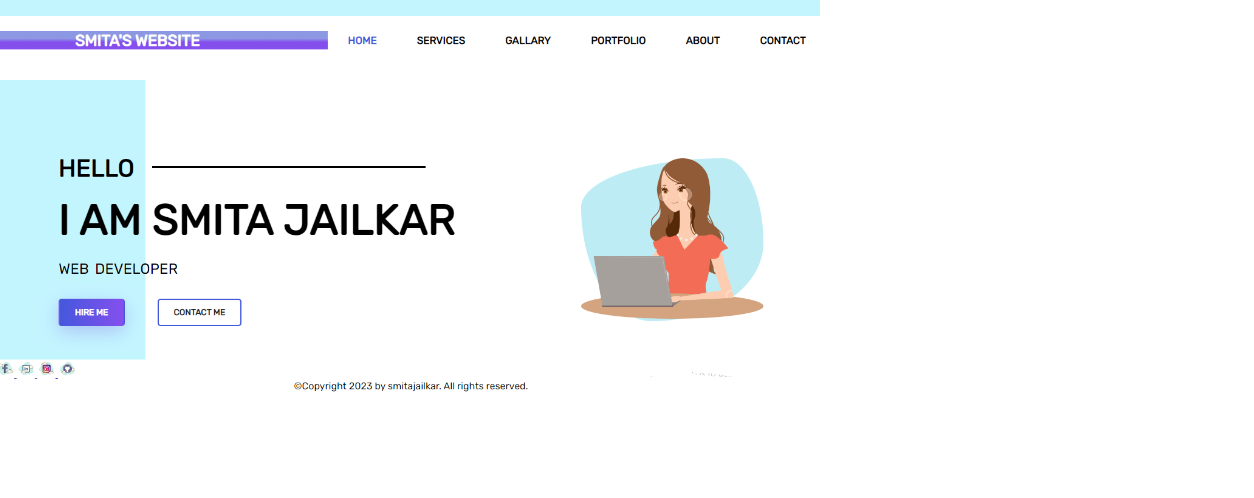 SMITA'S WEBSITE
HOME SERVICES GALLARY PORTFOLIO ABOUT CONTACT
HELLO
I AM SMITA JAILKAR
WEB DEVELOPER
HIRE ME CONTACT ME
©Copyright 2023 by smitajailkar. All rights reserved.